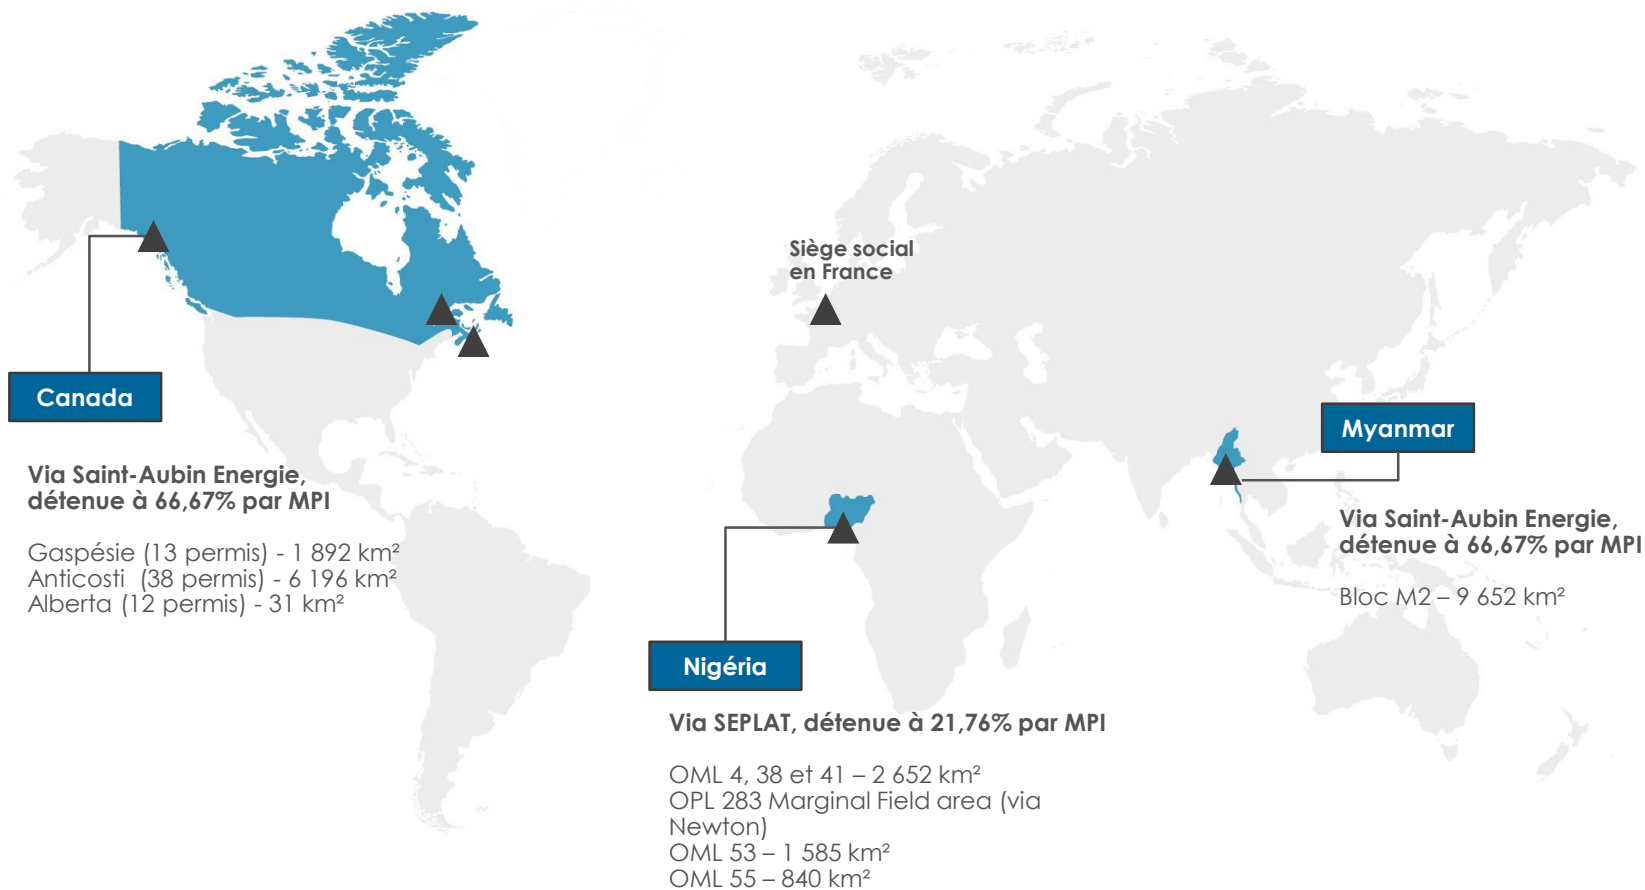 Siège social
en France
Canada
Via Saint-Aubin Energie,
détenue à 66,67% par MPI
Gaspésie (13 permis) - 1 892 km²
Anticosti  (38 permis) - 6 196 km²
Alberta (12 permis) - 31 km²
Myanmar
Via Saint-Aubin Energie,
détenue à 66,67% par MPI
Bloc M2 – 9 652 km²
Nigéria
Via SEPLAT, détenue à 21,76% par MPI
OML 4, 38 et 41 – 2 652 km²
OPL 283 Marginal Field area (via
Newton)
OML 53 – 1 585 km²
OML 55 – 840 km²